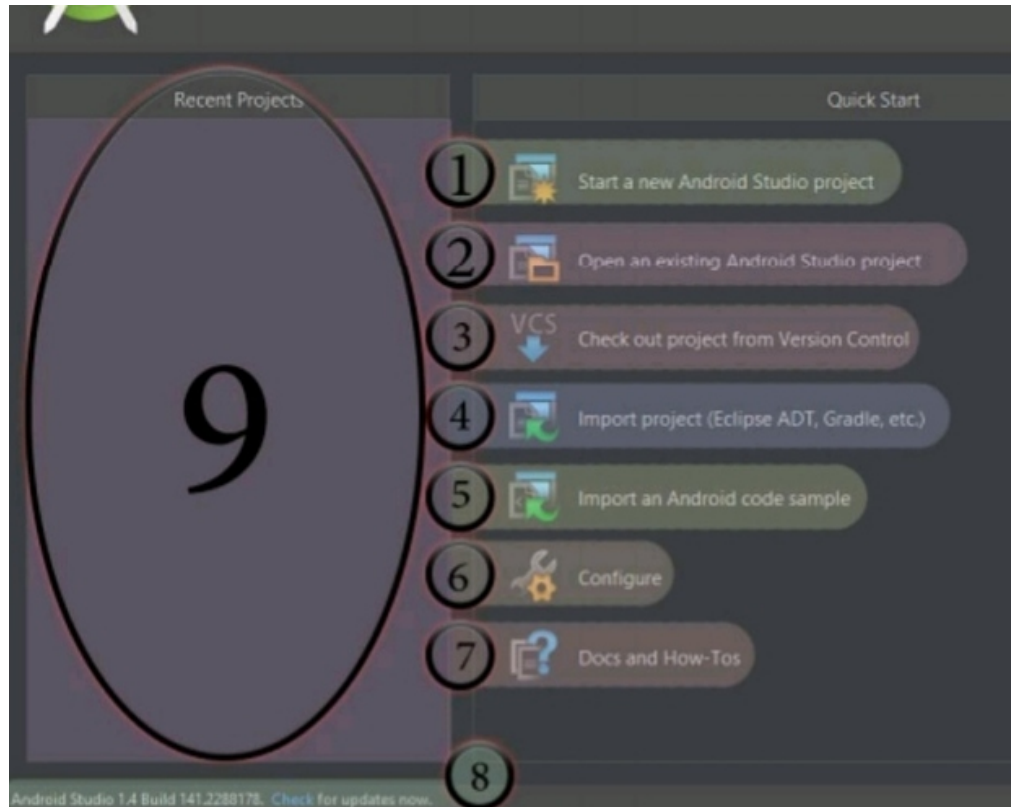 Recent Projects
Quick Start
9
1 Start a new Android Studio project
2 Open an existing Android Studio project
3 VCS Check out project from Version Control
4 Import project (Eclipse ADT, Gradle, etc.)
5 Import an Android code sample
6 Configure
7 ? Docs and How-Tos
8
Android Studio 1.4 Build 141.2288178. Check for updates now.